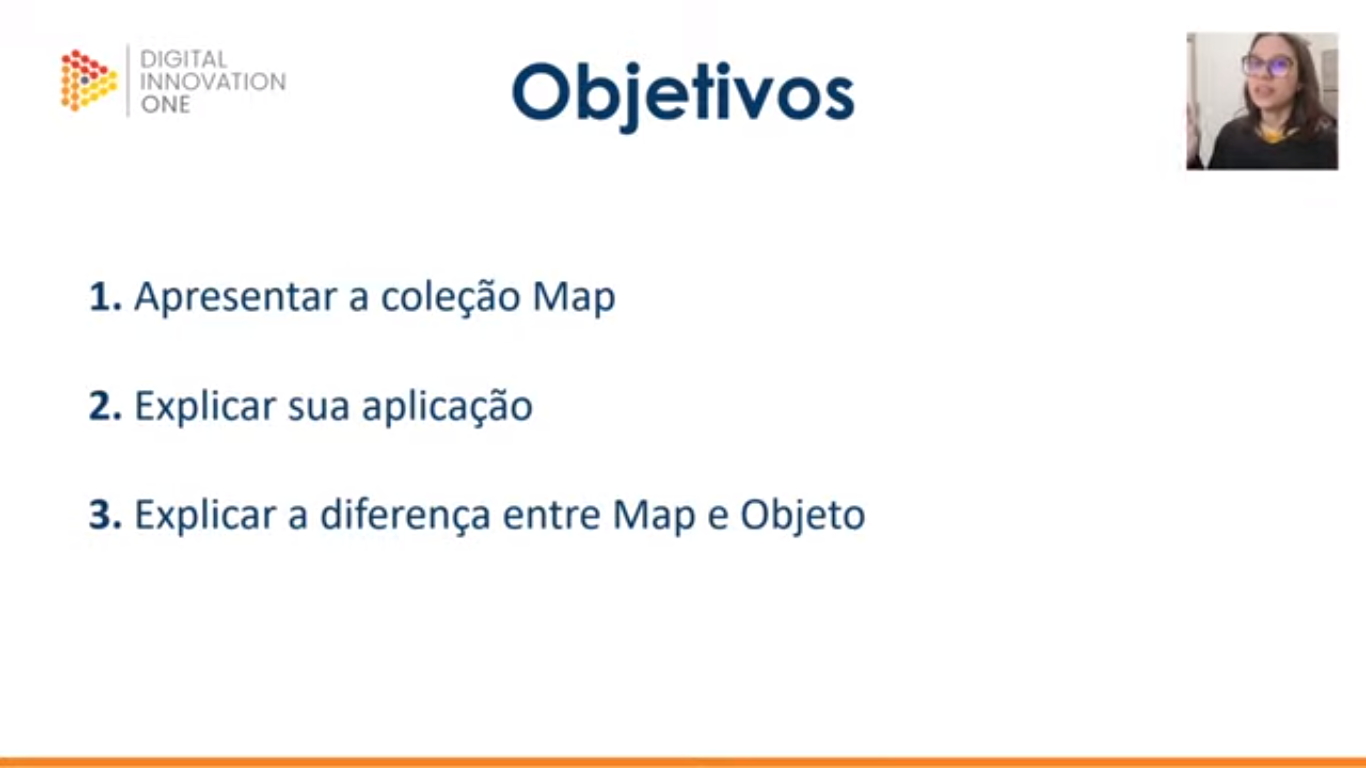 DIGITAL
INNOVATION
ONE
Objetivos
1. Apresentar a coleção Map
2. Explicar sua aplicação
3. Explicar a diferença entre Map e Objeto